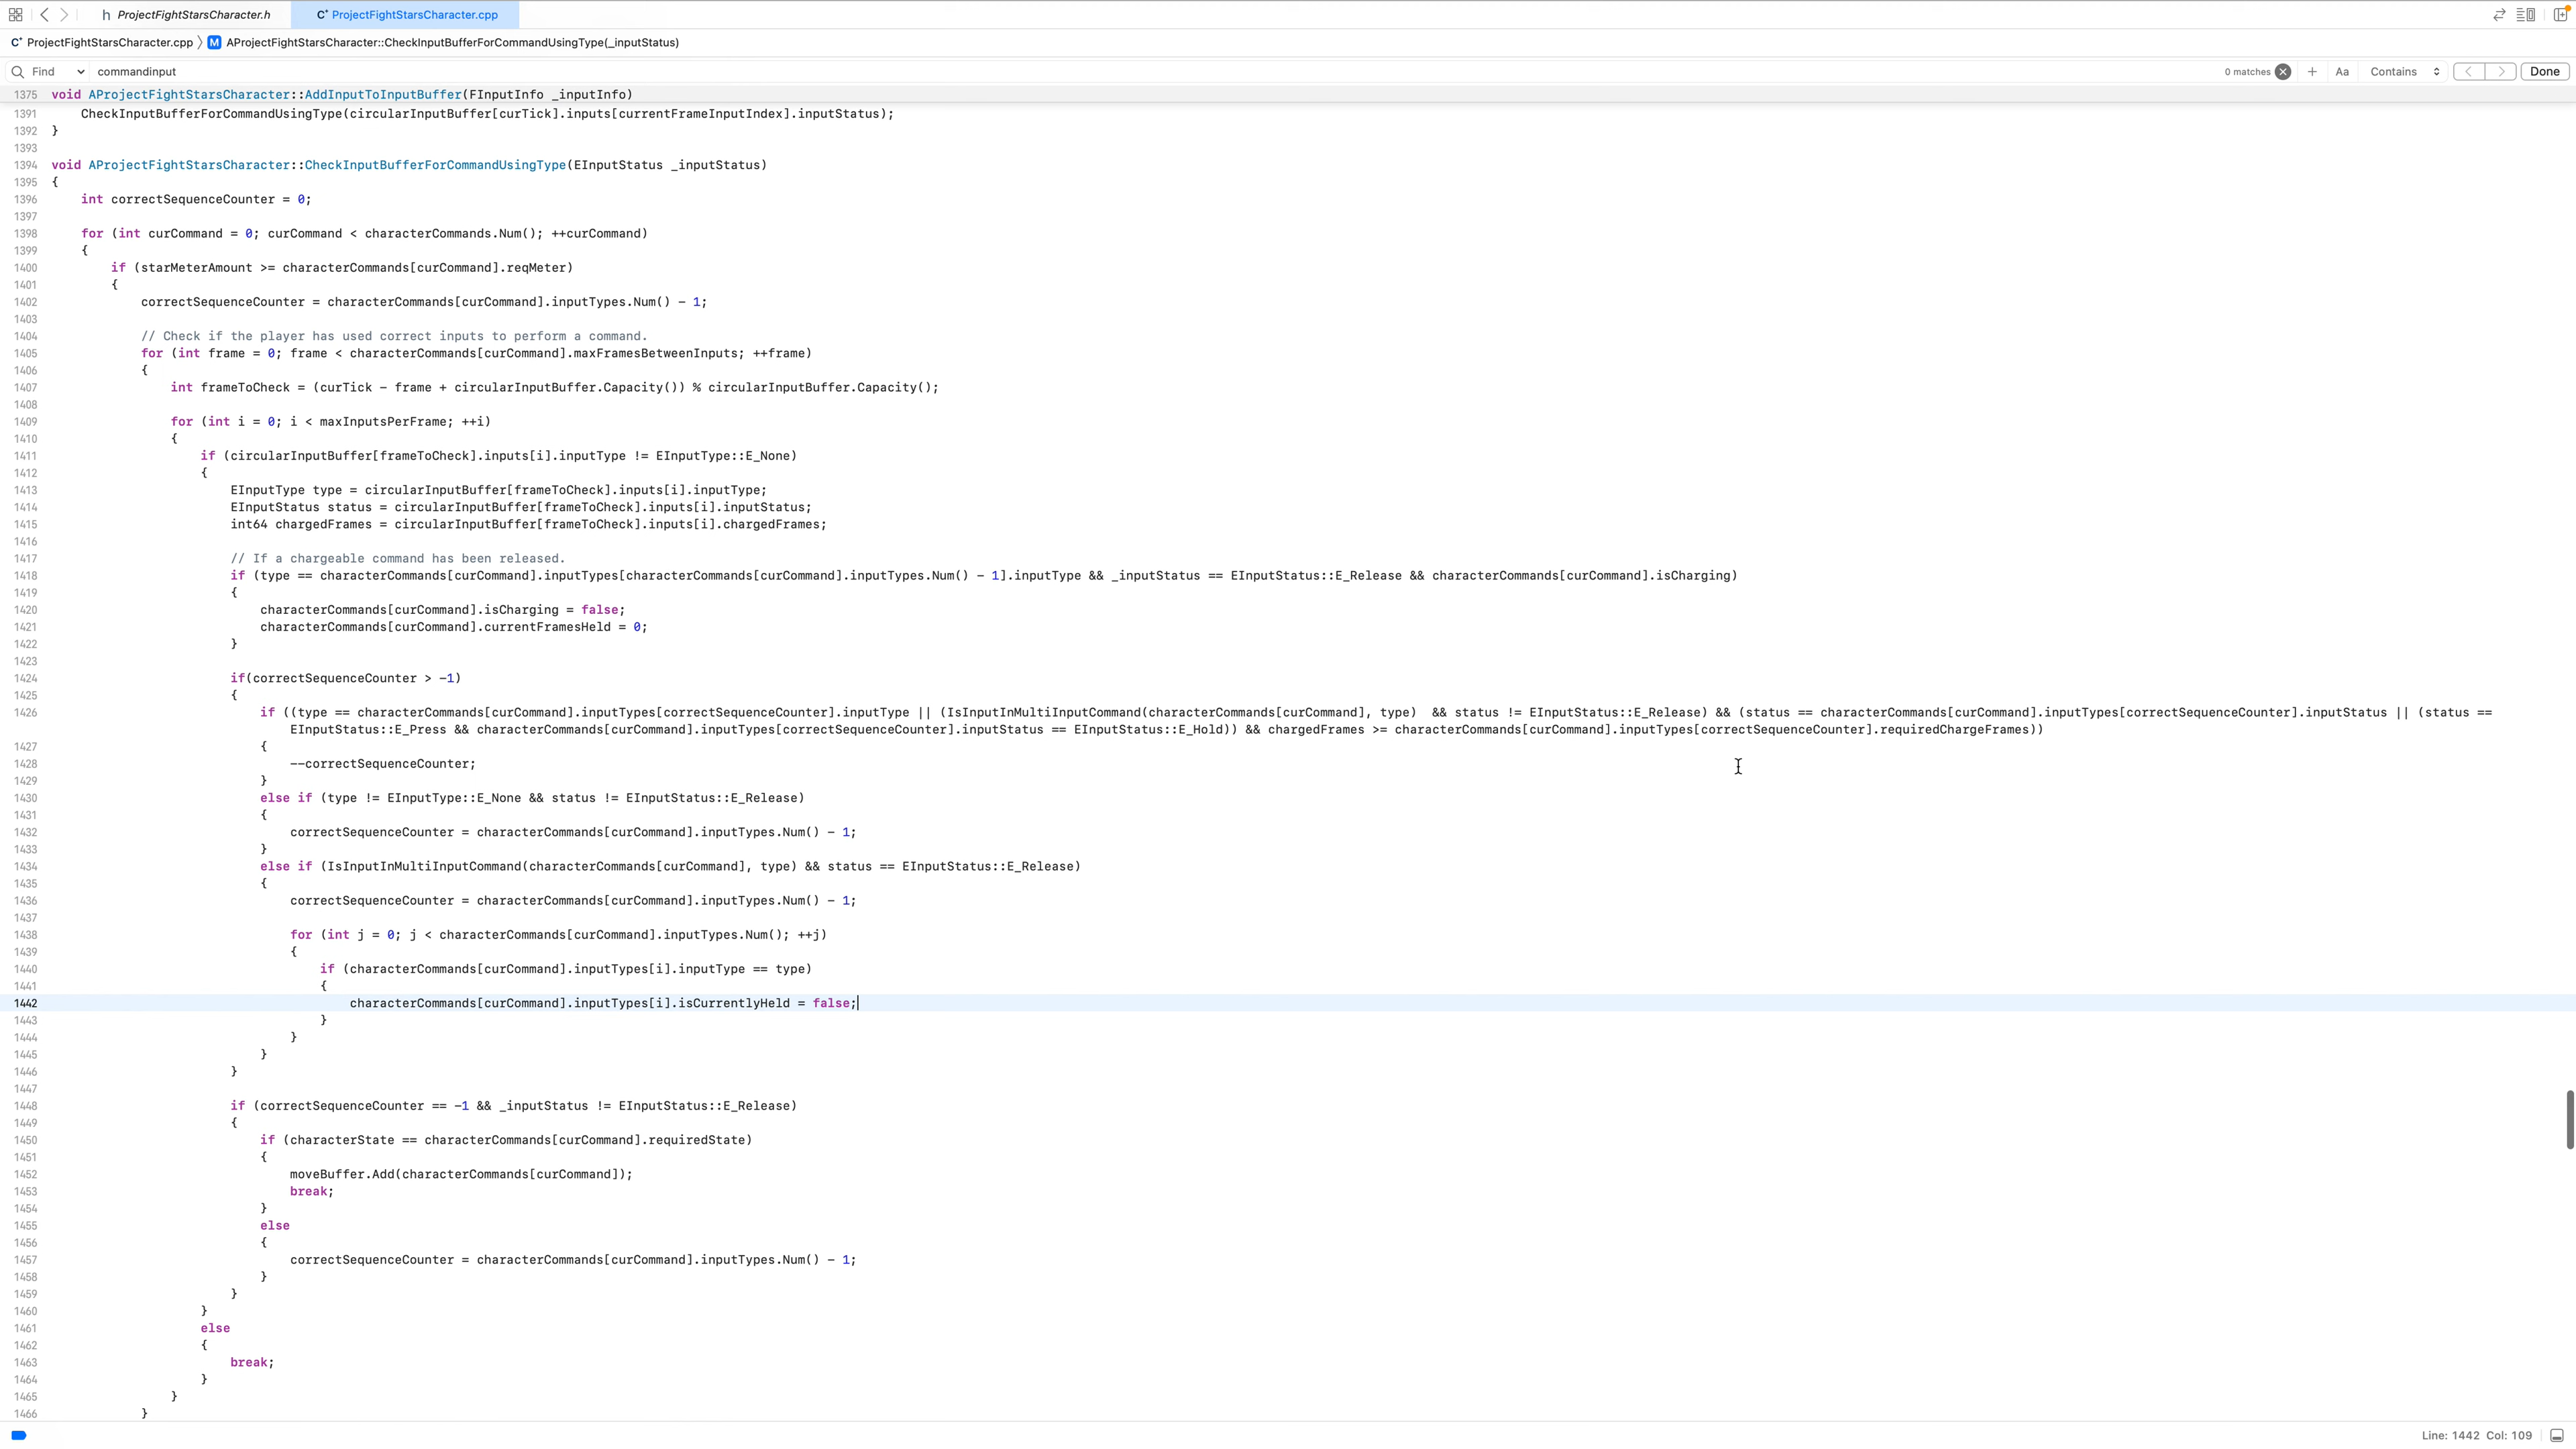 h ProjectFightStarsCharacter.h
C⁺ ProjectFightStarsCharacter.cpp
C⁺ ProjectFightStarsCharacter.cpp 〉 M AProjectFightStarsCharacter::CheckInputBufferForCommandUsingType(_inputStatus)
Find commandinput 0 matches Aa Contains Done
1375 void AProjectFightStarsCharacter::AddInputToInputBuffer(FInputInfo _inputInfo)
1391 CheckInputBufferForCommandUsingType(circularInputBuffer[curTick].inputs[currentFrameInputIndex].inputStatus);
1392 }
1393
1394 void AProjectFightStarsCharacter::CheckInputBufferForCommandUsingType(EInputStatus _inputStatus)
1395 {
1396 int correctSequenceCounter = 0;
1397
1398 for (int curCommand = 0; curCommand < characterCommands.Num(); ++curCommand)
1399 {
1400 if (starMeterAmount >= characterCommands[curCommand].reqMeter)
1401 {
1402 correctSequenceCounter = characterCommands[curCommand].inputTypes.Num() - 1;
1403
1404 // Check if the player has used correct inputs to perform a command.
1405 for (int frame = 0; frame < characterCommands[curCommand].maxFramesBetweenInputs; ++frame)
1406 {
1407 int frameToCheck = (curTick - frame + circularInputBuffer.Capacity()) % circularInputBuffer.Capacity();
1408
1409 for (int i = 0; i < maxInputsPerFrame; ++i)
1410 {
1411 if (circularInputBuffer[frameToCheck].inputs[i].inputType != EInputType::E_None)
1412 {
1413 EInputType type = circularInputBuffer[frameToCheck].inputs[i].inputType;
1414 EInputStatus status = circularInputBuffer[frameToCheck].inputs[i].inputStatus;
1415 int64 chargedFrames = circularInputBuffer[frameToCheck].inputs[i].chargedFrames;
1416
1417 // If a chargeable command has been released.
1418 if (type == characterCommands[curCommand].inputTypes[characterCommands[curCommand].inputTypes.Num() - 1].inputType && _inputStatus == EInputStatus::E_Release && characterCommands[curCommand].isCharging)
1419 {
1420 characterCommands[curCommand].isCharging = false;
1421 characterCommands[curCommand].currentFramesHeld = 0;
1422 }
1423
1424 if(correctSequenceCounter > -1)
1425 {
1426 if ((type == characterCommands[curCommand].inputTypes[correctSequenceCounter].inputType || (IsInputInMultiInputCommand(characterCommands[curCommand], type)  && status != EInputStatus::E_Release) && (status == characterCommands[curCommand].inputTypes[correctSequenceCounter].inputStatus || (status ==
EInputStatus::E_Press && characterCommands[curCommand].inputTypes[correctSequenceCounter].inputStatus == EInputStatus::E_Hold)) && chargedFrames >= characterCommands[curCommand].inputTypes[correctSequenceCounter].requiredChargeFrames))
1427 {
1428 --correctSequenceCounter;
1429 }
1430 else if (type != EInputType::E_None && status != EInputStatus::E_Release)
1431 {
1432 correctSequenceCounter = characterCommands[curCommand].inputTypes.Num() - 1;
1433 }
1434 else if (IsInputInMultiInputCommand(characterCommands[curCommand], type) && status == EInputStatus::E_Release)
1435 {
1436 correctSequenceCounter = characterCommands[curCommand].inputTypes.Num() - 1;
1437
1438 for (int j = 0; j < characterCommands[curCommand].inputTypes.Num(); ++j)
1439 {
1440 if (characterCommands[curCommand].inputTypes[i].inputType == type)
1441 {
1442 characterCommands[curCommand].inputTypes[i].isCurrentlyHeld = false;
1443 }
1444 }
1445 }
1446 }
1447
1448 if (correctSequenceCounter == -1 && _inputStatus != EInputStatus::E_Release)
1449 {
1450 if (characterState == characterCommands[curCommand].requiredState)
1451 {
1452 moveBuffer.Add(characterCommands[curCommand]);
1453 break;
1454 }
1455 else
1456 {
1457 correctSequenceCounter = characterCommands[curCommand].inputTypes.Num() - 1;
1458 }
1459 }
1460 }
1461 else
1462 {
1463 break;
1464 }
1465 }
1466 }
Line: 1442 Col: 109